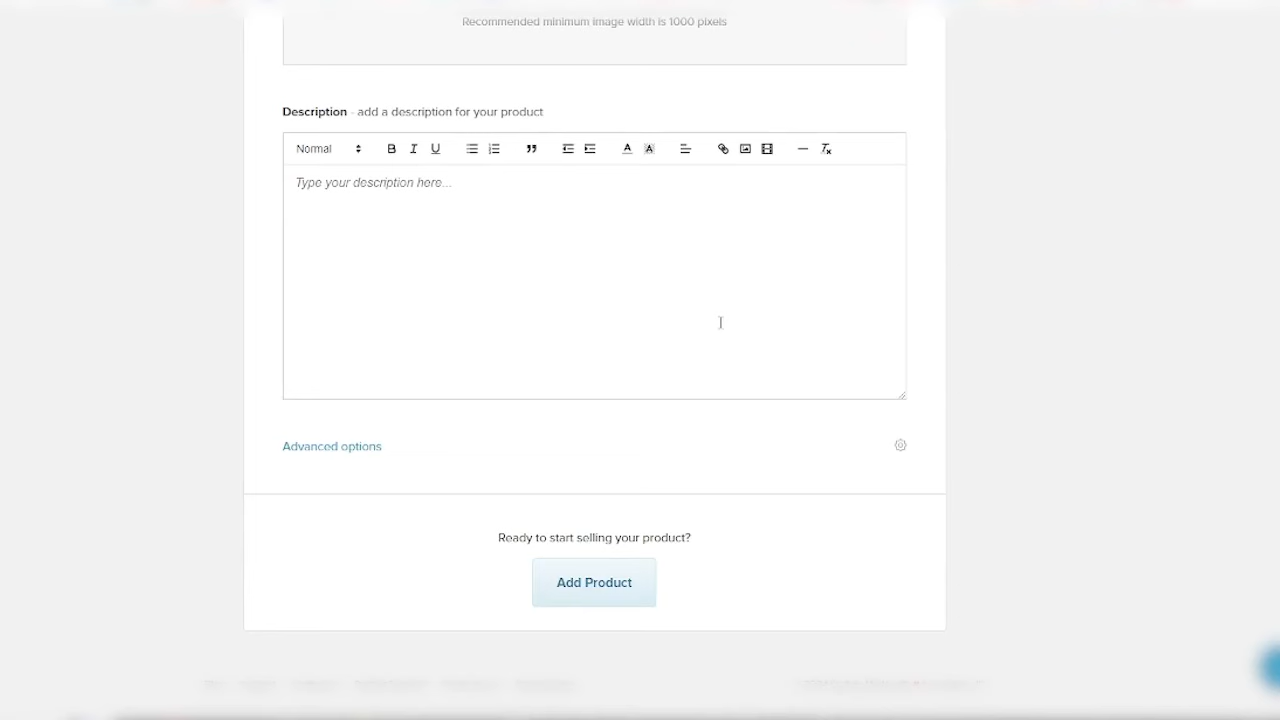 Recommended minimum image width is 1000 pixels
Description - add a description for your product
Normal
Type your description here...
Advanced options
Ready to start selling your product?
Add Product